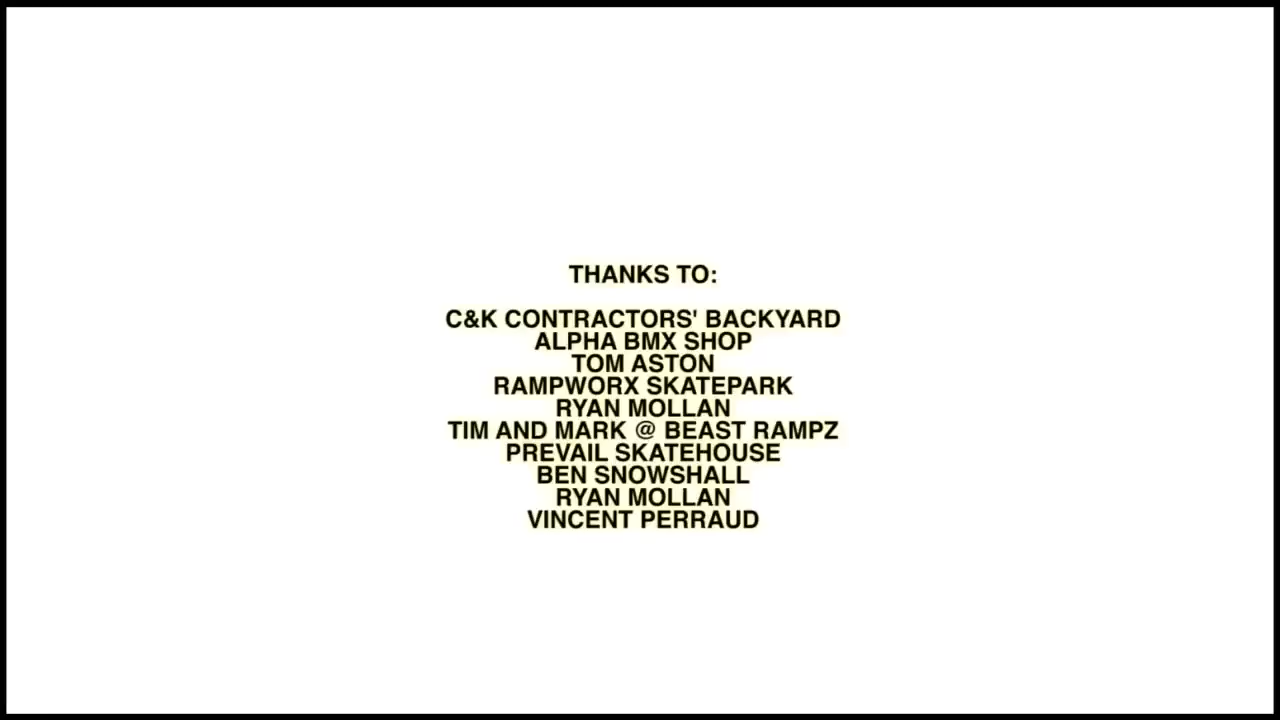 THANKS TO:
C&K CONTRACTORS' BACKYARD
ALPHA BMX SHOP
TOM ASTON
RAMPWORX SKATEPARK
RYAN MOLLAN
TIM AND MARK @ BEAST RAMPZ
PREVAIL SKATEHOUSE
BEN SNOWSHALL
RYAN MOLLAN
VINCENT PERRAUD